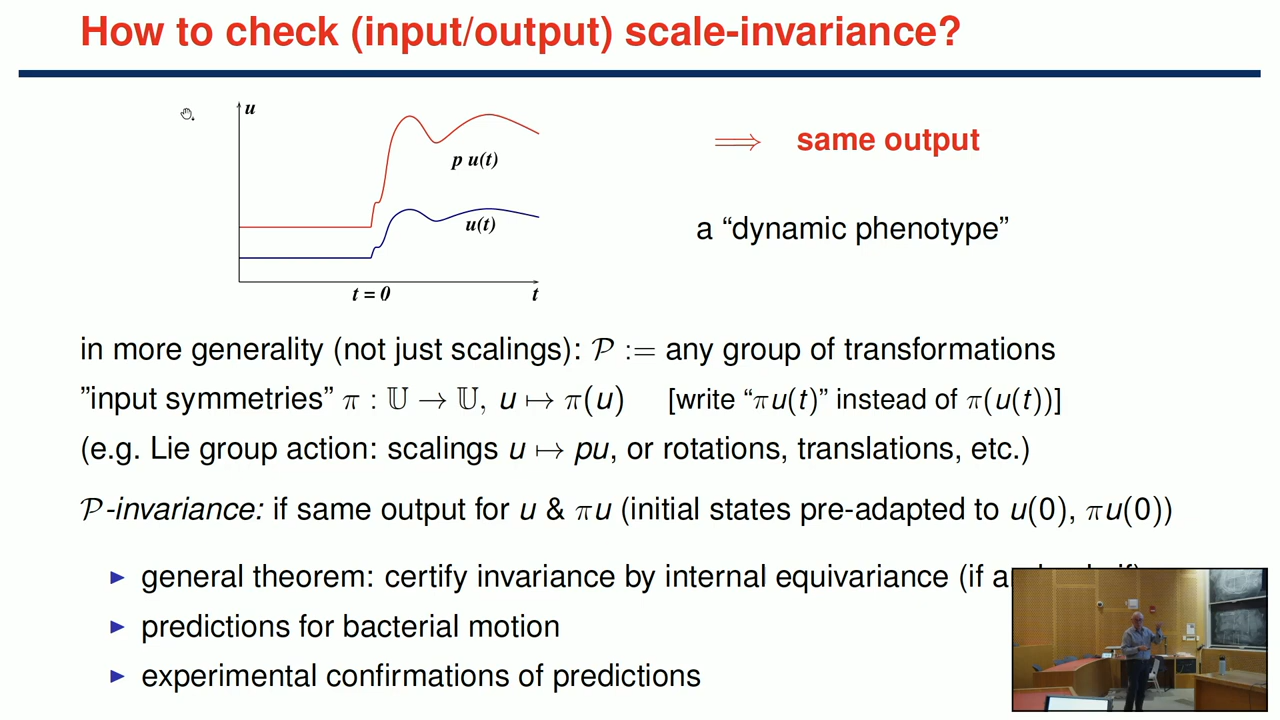 How to check (input/output) scale-invariance?
u
p u(t)
u(t)
t = 0
t
⟹ same output
a “dynamic phenotype”
in more generality (not just scalings): 𝒫 := any group of transformations
”input symmetries” π : 𝕌 → 𝕌, u ↦ π(u) [write “πu(t)” instead of π(u(t))]
(e.g. Lie group action: scalings u ↦ pu, or rotations, translations, etc.)
𝒫-invariance: if same output for u & πu (initial states pre-adapted to u(0), πu(0))
▶ general theorem: certify invariance by internal equivariance (if
▶ predictions for bacterial motion
▶ experimental confirmations of predictions